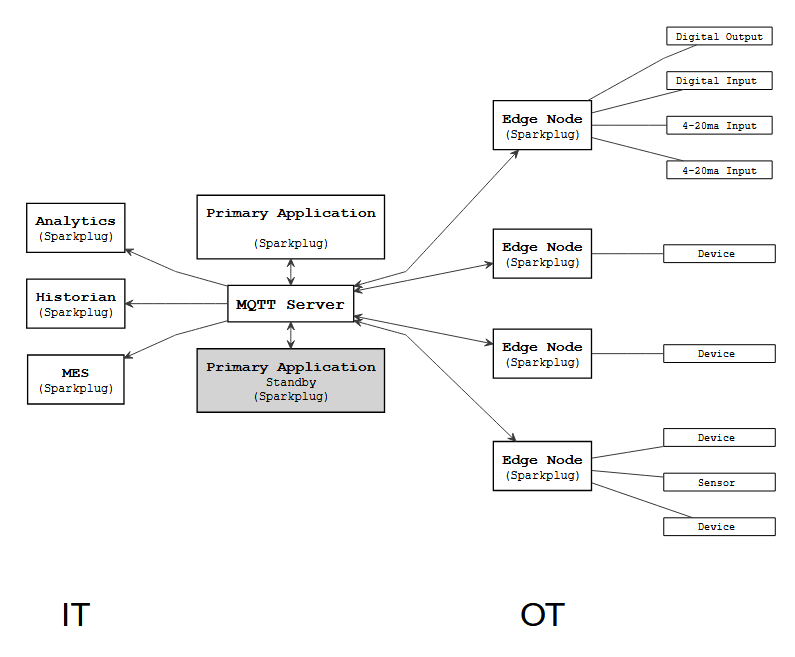 Analytics
(Sparkplug)
Historian
(Sparkplug)
MES
(Sparkplug)
Primary Application
(Sparkplug)
MQTT Server
Primary Application
Standby
(Sparkplug)
Edge Node
(Sparkplug)
Edge Node
(Sparkplug)
Edge Node
(Sparkplug)
Edge Node
(Sparkplug)
Digital Output
Digital Input
4-20ma Input
4-20ma Input
Device
Device
Device
Sensor
Device
IT
OT